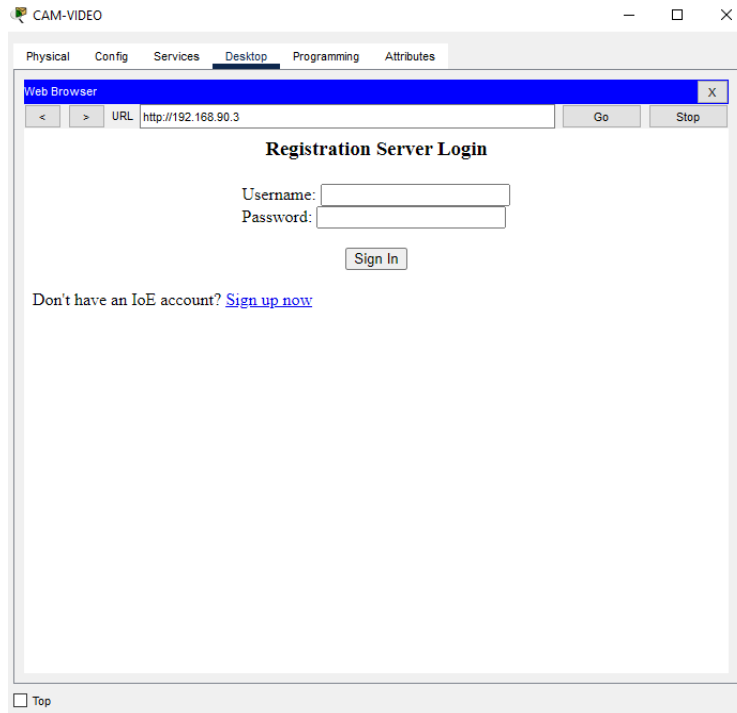 CAM-VIDEO
Physical Config Services Desktop Programming Attributes
Web Browser X
< > URL http://192.168.90.3 Go Stop
Registration Server Login
Username:
Password:
Sign In
Don't have an IoE account? Sign up now
Top